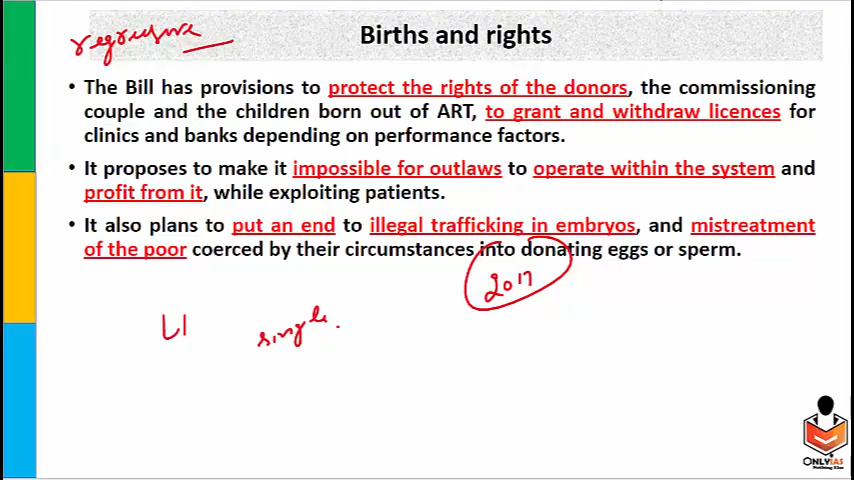 regressive
Births and rights
• The Bill has provisions to protect the rights of the donors, the commissioning
couple and the children born out of ART, to grant and withdraw licences for
clinics and banks depending on performance factors.
• It proposes to make it impossible for outlaws to operate within the system and
profit from it, while exploiting patients.
• It also plans to put an end to illegal trafficking in embryos, and mistreatment
of the poor coerced by their circumstances into donating eggs or sperm.
2017
single.
ONLYIAS
Nothing Else